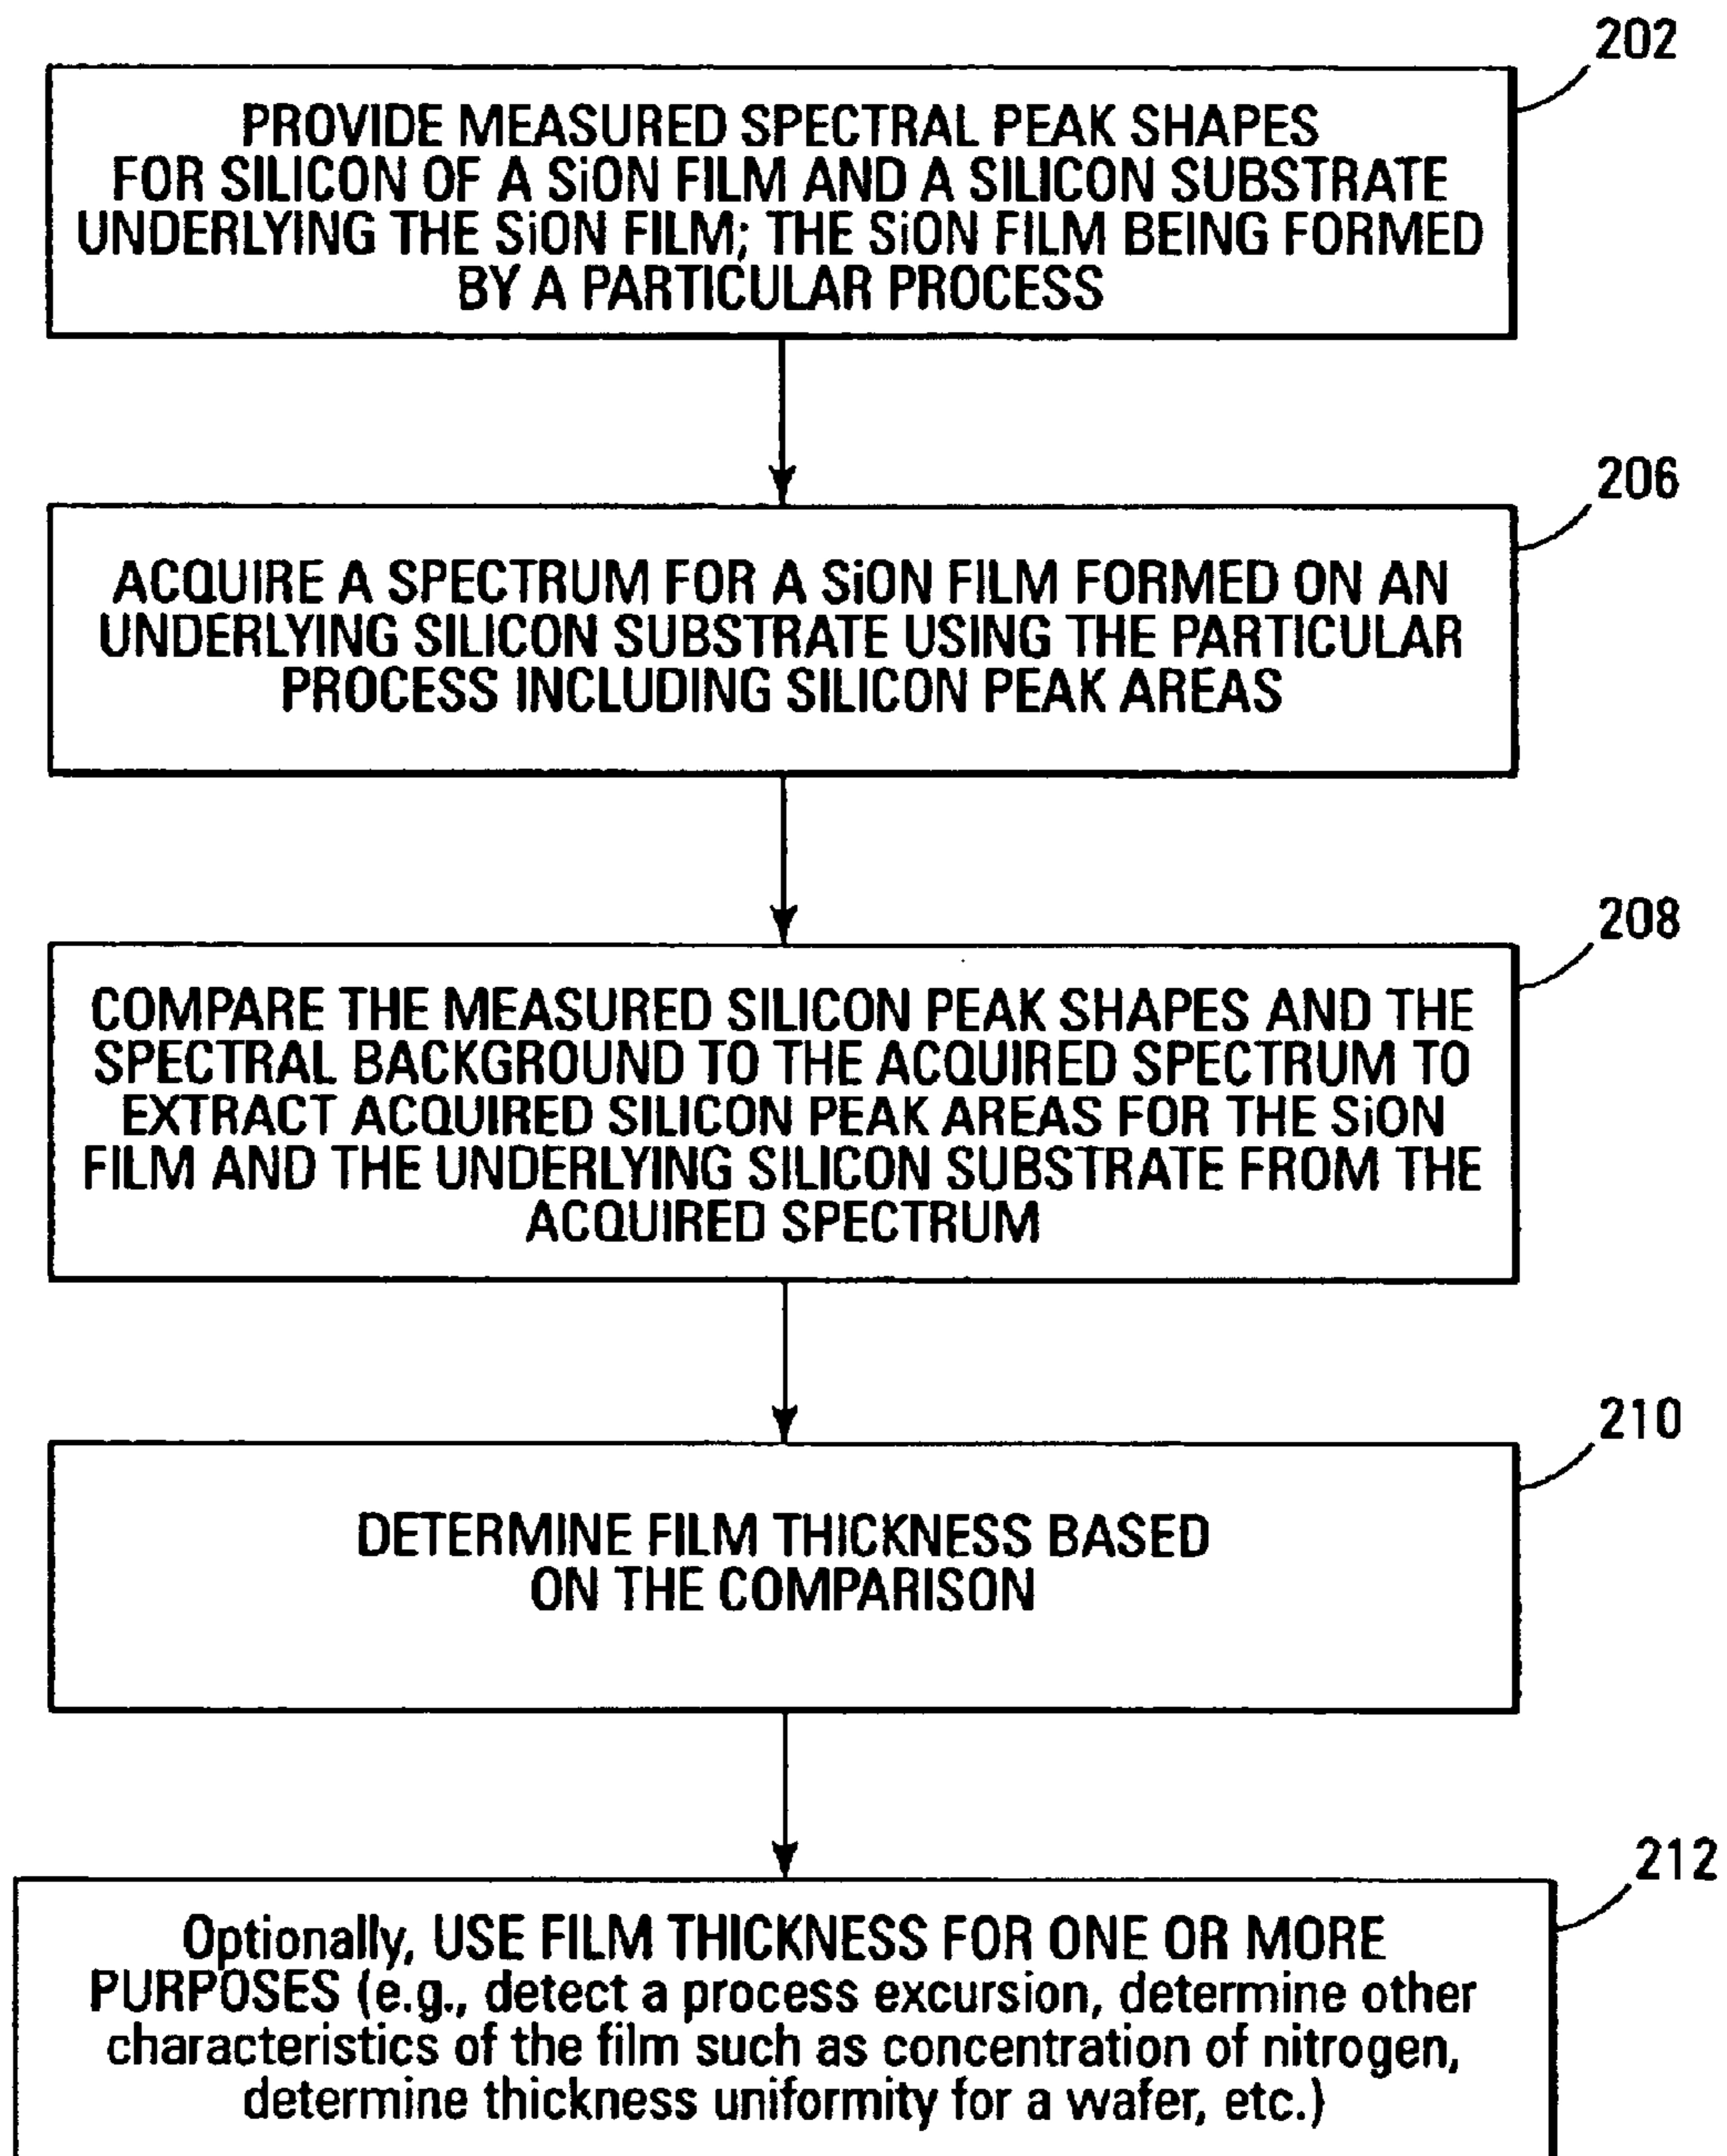 202
PROVIDE MEASURED SPECTRAL PEAK SHAPES
FOR SILICON OF A SiON FILM AND A SILICON SUBSTRATE
UNDERLYING THE SiON FILM; THE SiON FILM BEING FORMED
BY A PARTICULAR PROCESS
206
ACQUIRE A SPECTRUM FOR A SiON FILM FORMED ON AN
UNDERLYING SILICON SUBSTRATE USING THE PARTICULAR
PROCESS INCLUDING SILICON PEAK AREAS
208
COMPARE THE MEASURED SILICON PEAK SHAPES AND THE
SPECTRAL BACKGROUND TO THE ACQUIRED SPECTRUM TO
EXTRACT ACQUIRED SILICON PEAK AREAS FOR THE SiON
FILM AND THE UNDERLYING SILICON SUBSTRATE FROM THE
ACQUIRED SPECTRUM
210
DETERMINE FILM THICKNESS BASED
ON THE COMPARISON
212
Optionally, USE FILM THICKNESS FOR ONE OR MORE
PURPOSES (e.g., detect a process excursion, determine other
characteristics of the film such as concentration of nitrogen,
determine thickness uniformity for a wafer, etc.)